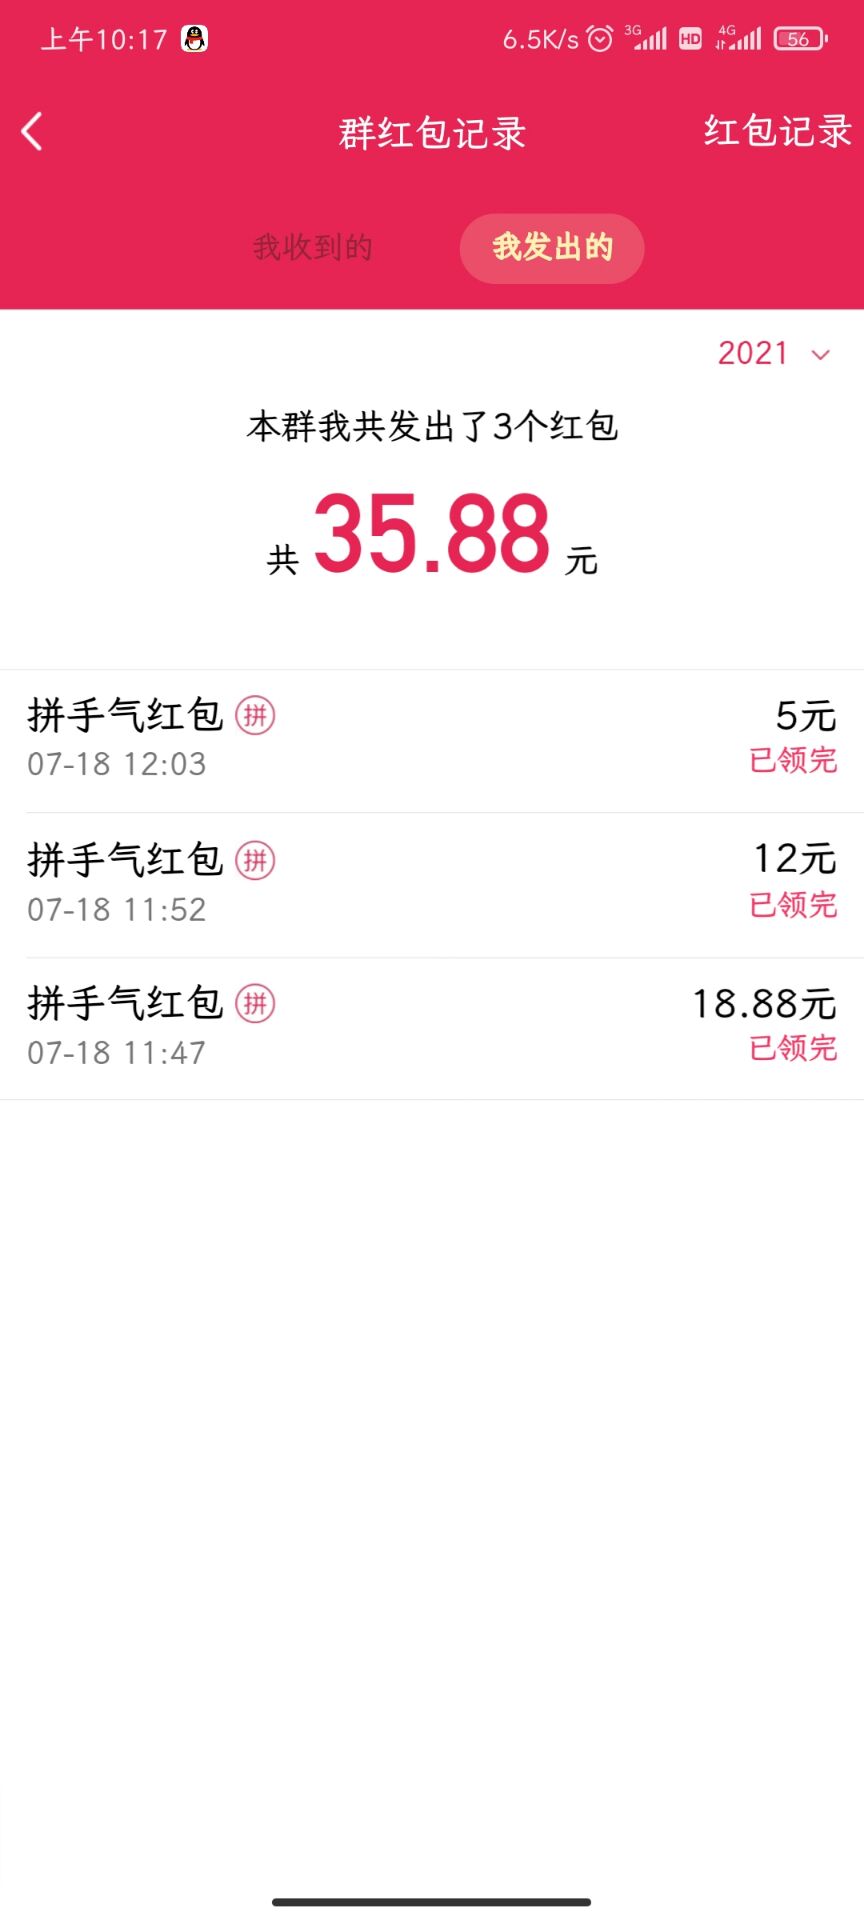 上午10:17 6.5K/s 3G HD 4G 56
群红包记录 红包记录
我收到的 我发出的
2021
本群我共发出了3个红包
共 35.88 元
拼手气红包 拼 5元
07-18 12:03 已领完
拼手气红包 拼 12元
07-18 11:52 已领完
拼手气红包 拼 18.88元
07-18 11:47 已领完